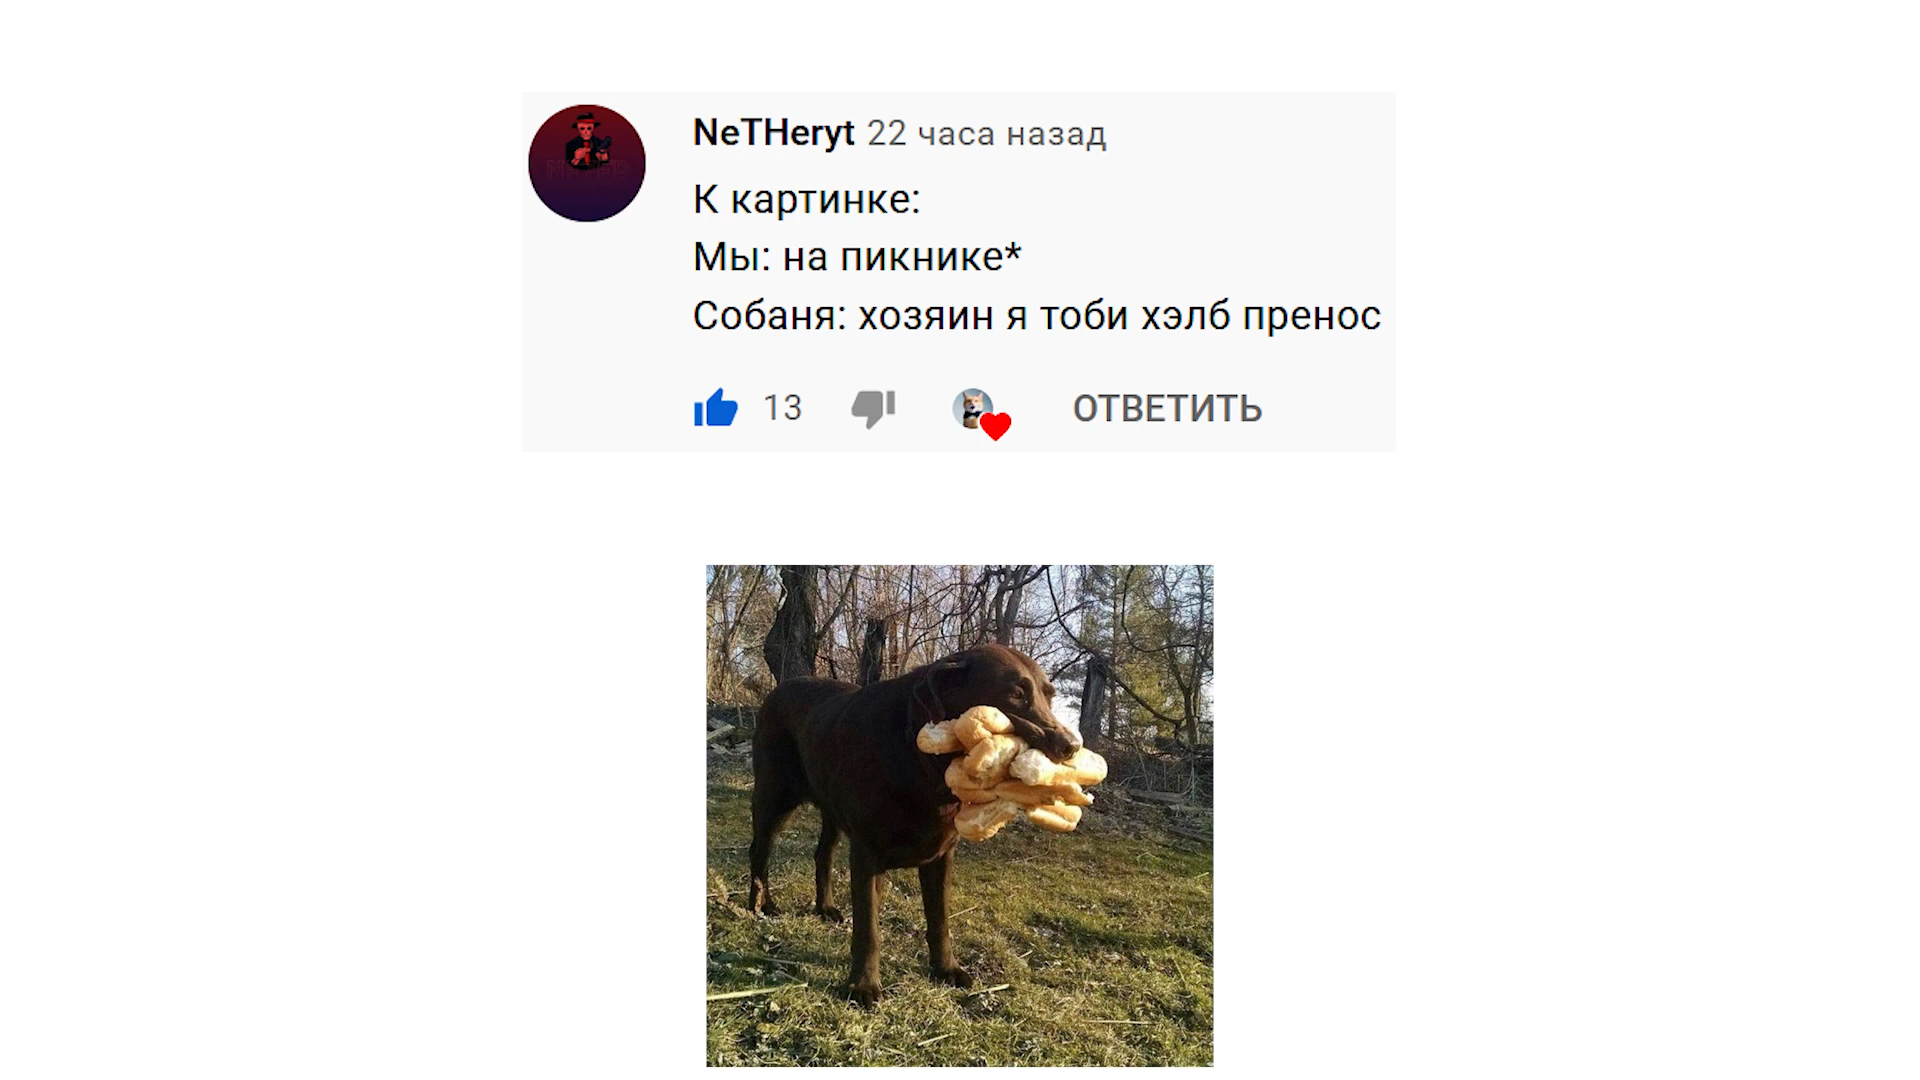 NeTHeryt 22 часа назад
К картинке:
Мы: на пикнике*
Собаня: хозяин я тоби хэлб пренос
13 ОТВЕТИТЬ